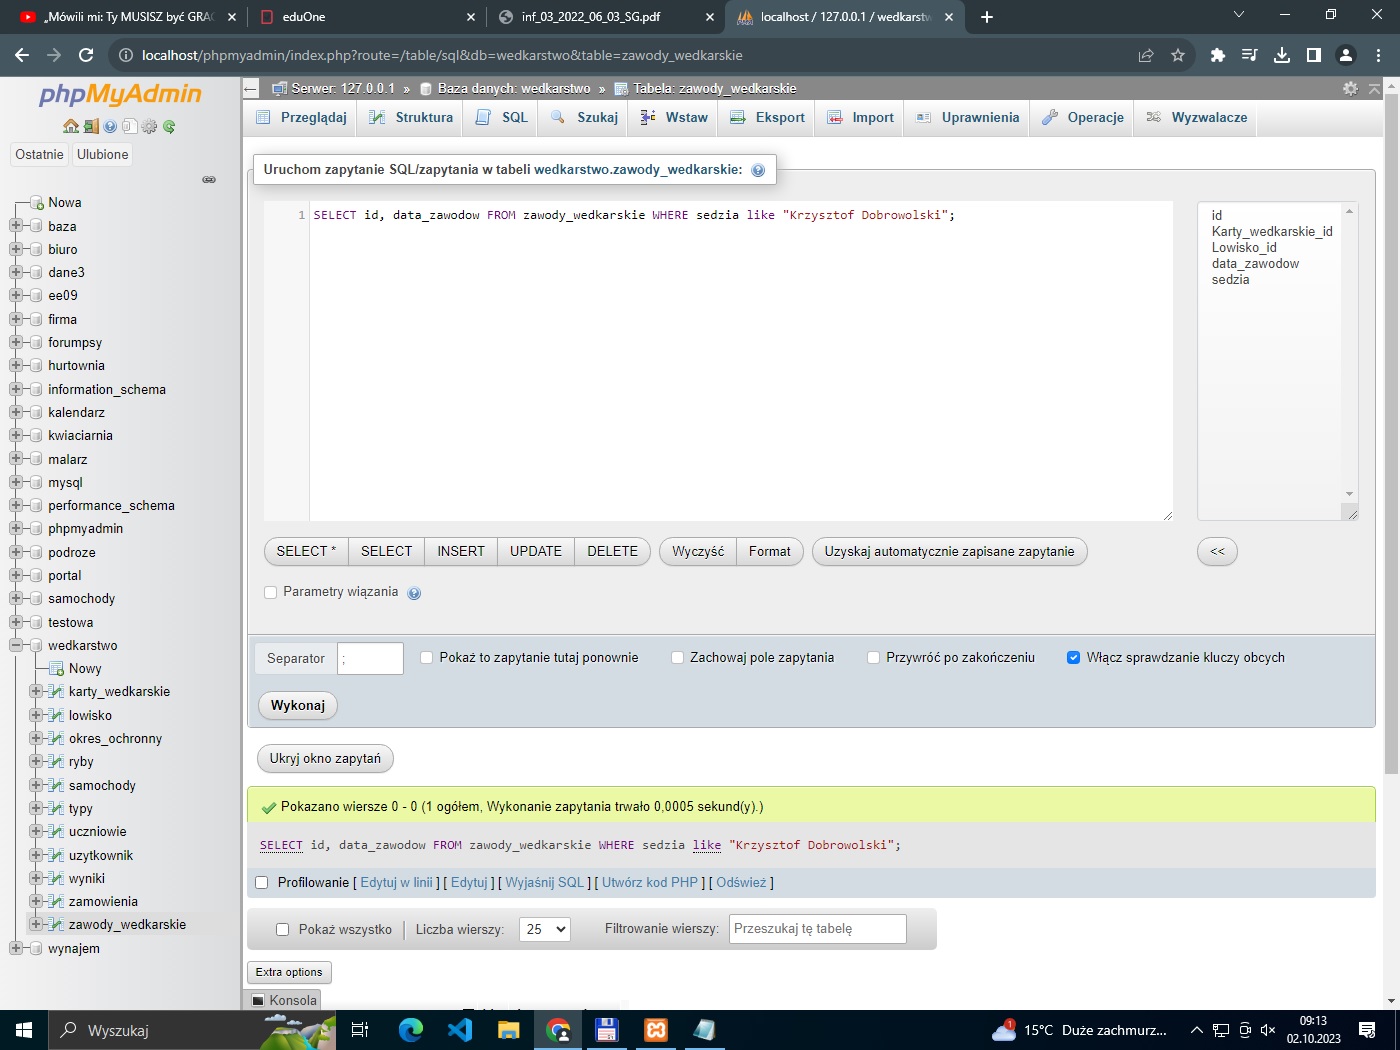 „Mówili mi: Ty MUSISZ być GRA
eduOne
inf_03_2022_06_03_SG.pdf
localhost / 127.0.0.1 / wedkarstw
localhost/phpmyadmin/index.php?route=/table/sql&db=wedkarstwo&table=zawody_wedkarskie
phpMyAdmin
Ostatnie
Ulubione
Nowa
baza
biuro
dane3
ee09
firma
forumpsy
hurtownia
information_schema
kalendarz
kwiaciarnia
malarz
mysql
performance_schema
phpmyadmin
podroze
portal
samochody
testowa
wedkarstwo
Nowy
karty_wedkarskie
lowisko
okres_ochronny
ryby
samochody
typy
uczniowie
uzytkownik
wyniki
zamowienia
zawody_wedkarskie
wynajem
Serwer: 127.0.0.1 » Baza danych: wedkarstwo » Tabela: zawody_wedkarskie
Przeglądaj
Struktura
SQL
Szukaj
Wstaw
Eksport
Import
Uprawnienia
Operacje
Wyzwalacze
Uruchom zapytanie SQL/zapytania w tabeli wedkarstwo.zawody_wedkarskie:
1 SELECT id, data_zawodow FROM zawody_wedkarskie WHERE sedzia like "Krzysztof Dobrowolski";
id
Karty_wedkarskie_id
Lowisko_id
data_zawodow
sedzia
SELECT *
SELECT
INSERT
UPDATE
DELETE
Wyczyść
Format
Uzyskaj automatycznie zapisane zapytanie
<<
Parametry wiązania
Separator ;
Pokaż to zapytanie tutaj ponownie
Zachowaj pole zapytania
Przywróć po zakończeniu
Włącz sprawdzanie kluczy obcych
Wykonaj
Ukryj okno zapytań
Pokazano wiersze 0 - 0 (1 ogółem, Wykonanie zapytania trwało 0,0005 sekund(y).)
SELECT id, data_zawodow FROM zawody_wedkarskie WHERE sedzia like "Krzysztof Dobrowolski";
Profilowanie [ Edytuj w linii ] [ Edytuj ] [ Wyjaśnij SQL ] [ Utwórz kod PHP ] [ Odśwież ]
Pokaż wszystko
Liczba wierszy: 25
Filtrowanie wierszy: Przeszukaj tę tabelę
Extra options
Konsola
Wyszukaj
1
15°C Duże zachmurz...
09:13
02.10.2023